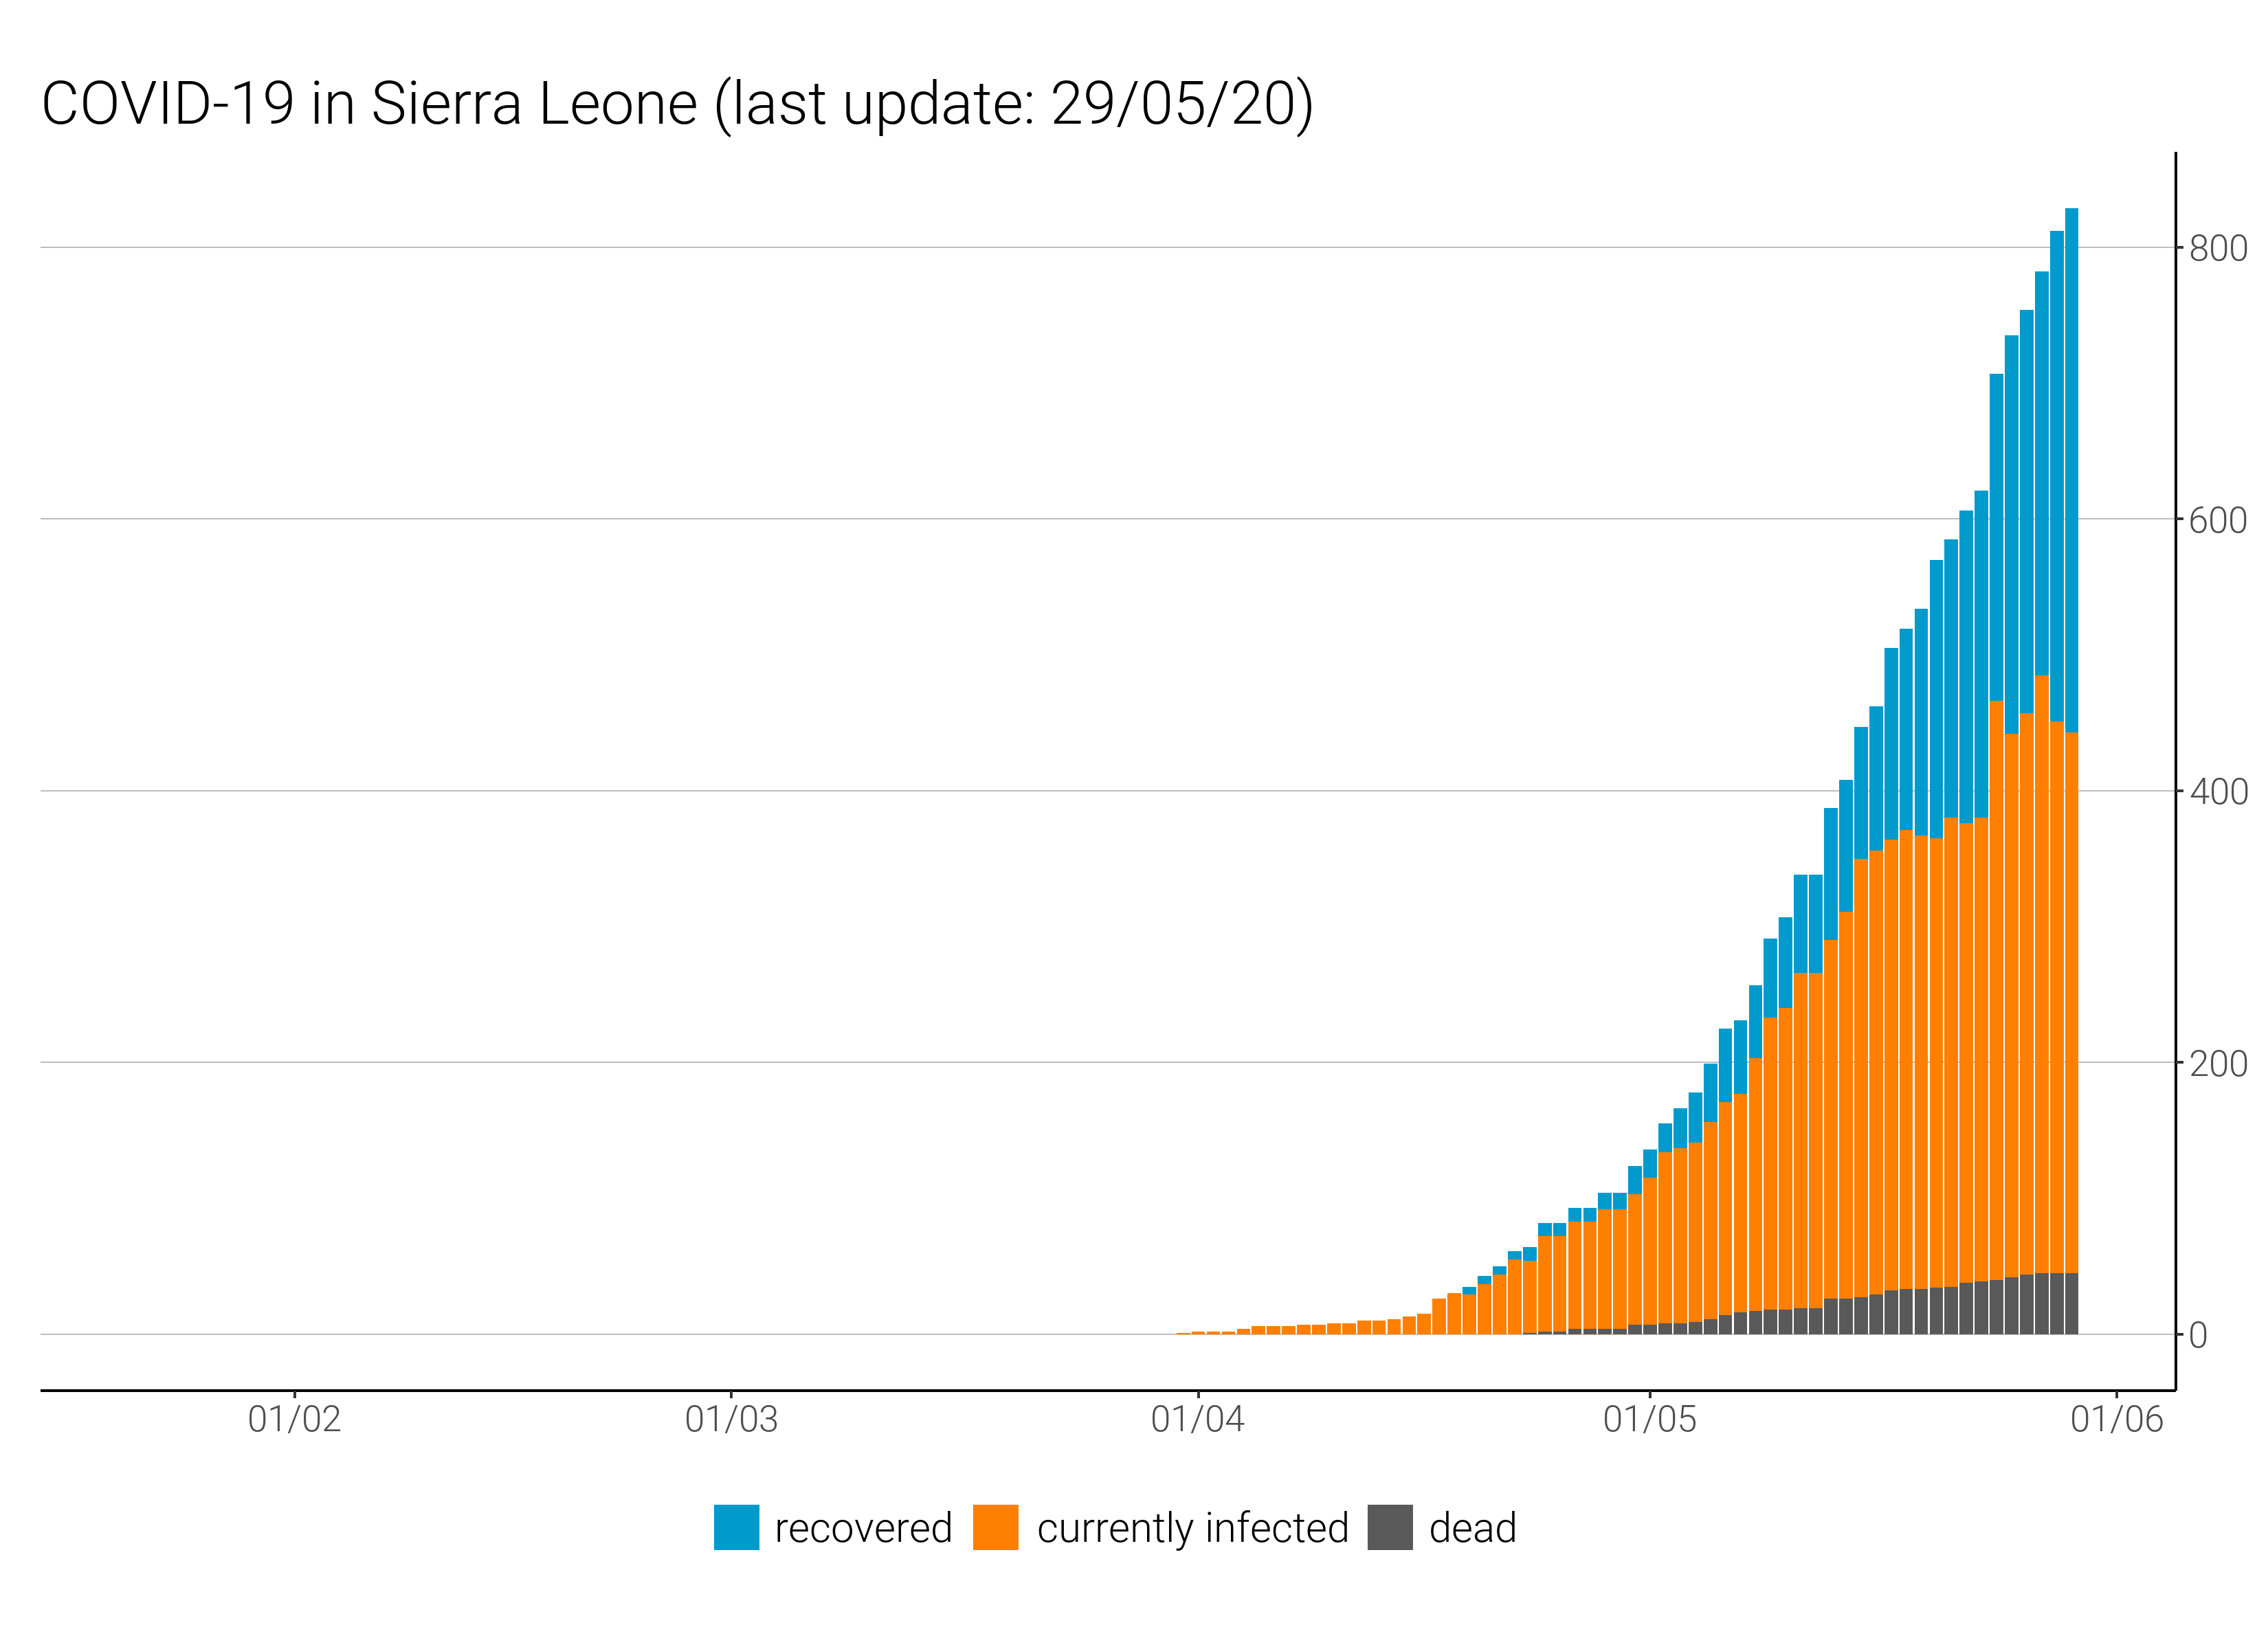 COVID-19 in Sierra Leone (last update: 29/05/20)
800
600
400
200
0
01/02 01/03 01/04 01/05 01/06
recovered currently infected dead